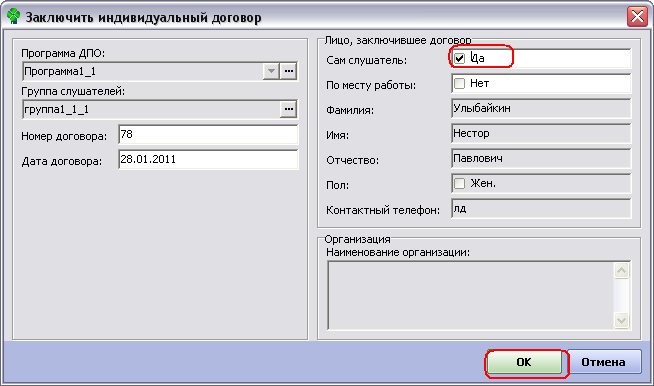 Заключить индивидуальный договор
Программа ДПО:
Программа1_1
Группа слушателей:
группа1_1_1
Номер договора: 78
Дата договора: 28.01.2011
Лицо, заключившее договор
Сам слушатель: Да
По месту работы: Нет
Фамилия: Улыбайкин
Имя: Нестор
Отчество: Павлович
Пол: Жен.
Контактный телефон: лд
Организация
Наименование организации:
OK Отмена